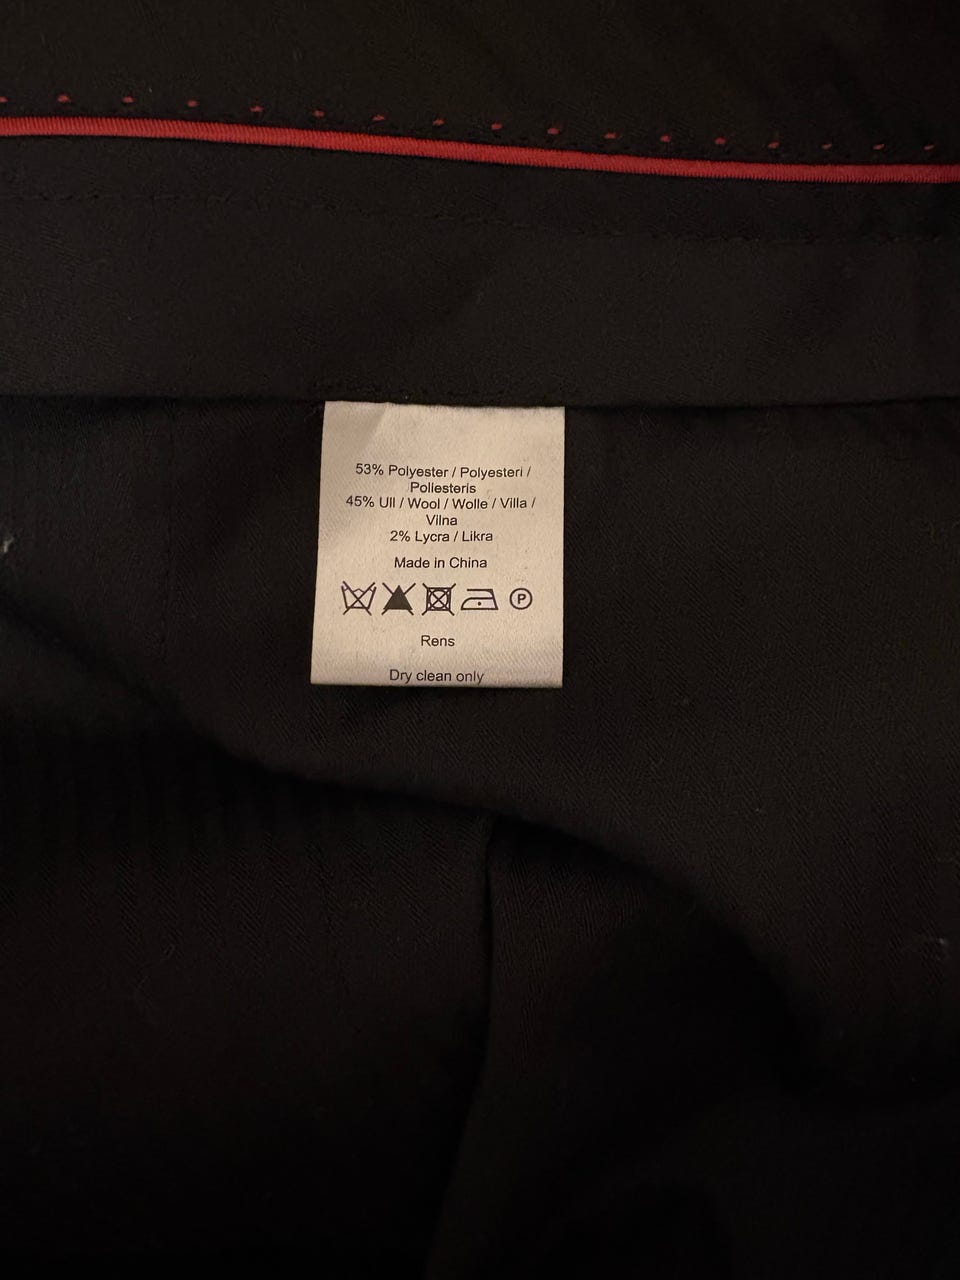 53% Polyester / Polyesteri /
Poliesteris
45% Ull / Wool / Wolle / Villa /
Vilna
2% Lycra / Likra
Made in China
P
Rens
Dry clean only